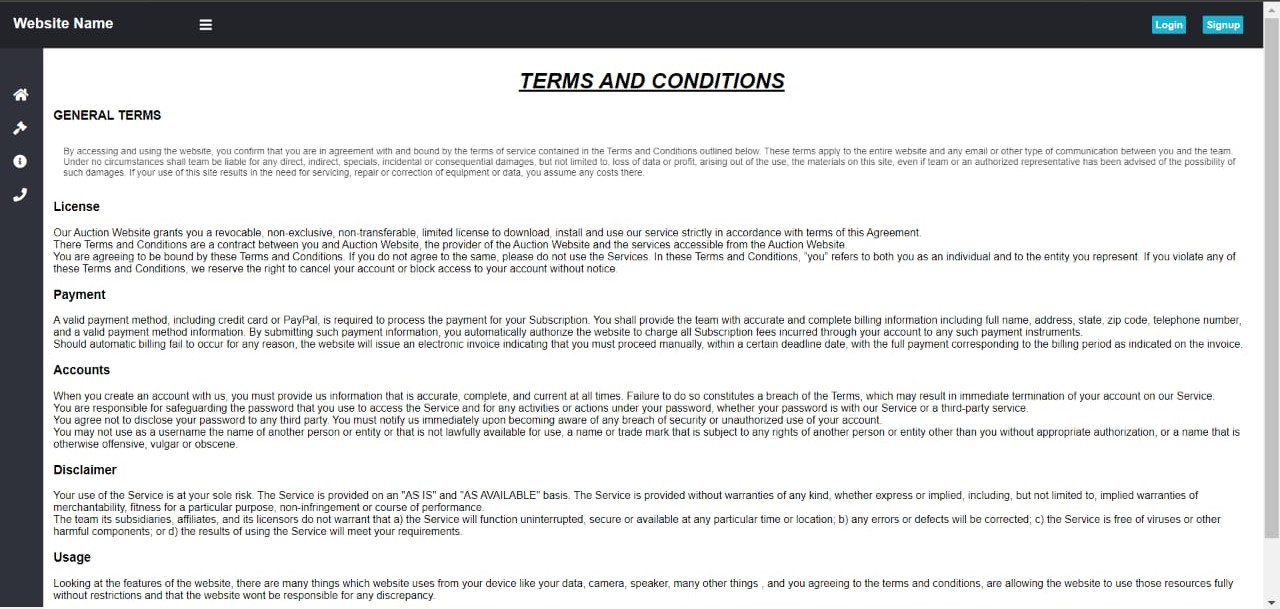 Website Name
Login Signup
TERMS AND CONDITIONS
GENERAL TERMS
By accessing and using the website, you confirm that you are in agreement with and bound by the terms of service contained in the Terms and Conditions outlined below. These terms apply to the entire website and any email or other type of communication between you and the team.
Under no circumstances shall team be liable for any direct, indirect, specials, incidental or consequential damages, but not limited to, loss of data or profit, arising out of the use, the materials on this site, even if team or an authorized representative has been advised of the possibility of
such damages. If your use of this site results in the need for servicing, repair or correction of equipment or data, you assume any costs there.
License
Our Auction Website grants you a revocable, non-exclusive, non-transferable, limited license to download, install and use our service strictly in accordance with terms of this Agreement.
There Terms and Conditions are a contract between you and Auction Website, the provider of the Auction Website and the services accessible from the Auction Website.
You are agreeing to be bound by these Terms and Conditions. If you do not agree to the same, please do not use the Services. In these Terms and Conditions, "you" refers to both you as an individual and to the entity you represent. If you violate any of
these Terms and Conditions, we reserve the right to cancel your account or block access to your account without notice.
Payment
A valid payment method, including credit card or PayPal, is required to process the payment for your Subscription. You shall provide the team with accurate and complete billing information including full name, address, state, zip code, telephone number,
and a valid payment method information. By submitting such payment information, you automatically authorize the website to charge all Subscription fees incurred through your account to any such payment instruments.
Should automatic billing fail to occur for any reason, the website will issue an electronic invoice indicating that you must proceed manually, within a certain deadline date, with the full payment corresponding to the billing period as indicated on the invoice.
Accounts
When you create an account with us, you must provide us information that is accurate, complete, and current at all times. Failure to do so constitutes a breach of the Terms, which may result in immediate termination of your account on our Service.
You are responsible for safeguarding the password that you use to access the Service and for any activities or actions under your password, whether your password is with our Service or a third-party service.
You agree not to disclose your password to any third party. You must notify us immediately upon becoming aware of any breach of security or unauthorized use of your account.
You may not use as a username the name of another person or entity or that is not lawfully available for use, a name or trade mark that is subject to any rights of another person or entity other than you without appropriate authorization, or a name that is
otherwise offensive, vulgar or obscene.
Disclaimer
Your use of the Service is at your sole risk. The Service is provided on an "AS IS" and "AS AVAILABLE" basis. The Service is provided without warranties of any kind, whether express or implied, including, but not limited to, implied warranties of
merchantability, fitness for a particular purpose, non-infringement or course of performance.
The team its subsidiaries, affiliates, and its licensors do not warrant that a) the Service will function uninterrupted, secure or available at any particular time or location; b) any errors or defects will be corrected; c) the Service is free of viruses or other
harmful components; or d) the results of using the Service will meet your requirements.
Usage
Looking at the features of the website, there are many things which website uses from your device like your data, camera, speaker, many other things , and you agreeing to the terms and conditions, are allowing the website to use those resources fully
without restrictions and that the website wont be responsible for any discrepancy.